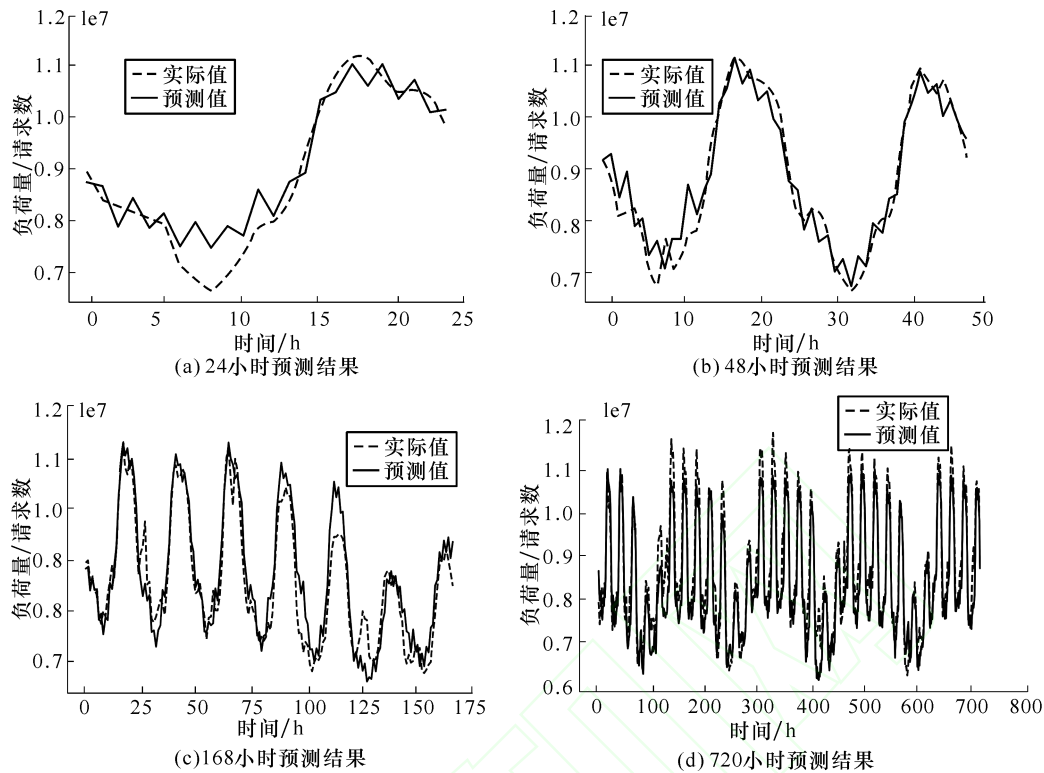 1.2 le7
1.1
1.0
0.9
0.8
0.7
负荷量/请求数
实际值
预测值
0 5 10 15 20 25
时间/h
(a) 24小时预测结果
1.2 le7
1.1
1.0
0.9
0.8
0.7
负荷量/请求数
实际值
预测值
0 10 20 30 40 50
时间/h
(b) 48小时预测结果
1.2 le7
1.1
1.0
0.8
0.8
0.7
负荷量/请求数
实际值
预测值
0 25 50 75 100 125 150 175
时间/h
(c)168小时预测结果
1.2 le7
1.1
1.0
0.9
0.8
0.7
0.6
负荷量/请求数
实际值
预测值
0 100 200 300 400 500 600 700 800
时间/h
(d) 720小时预测结果